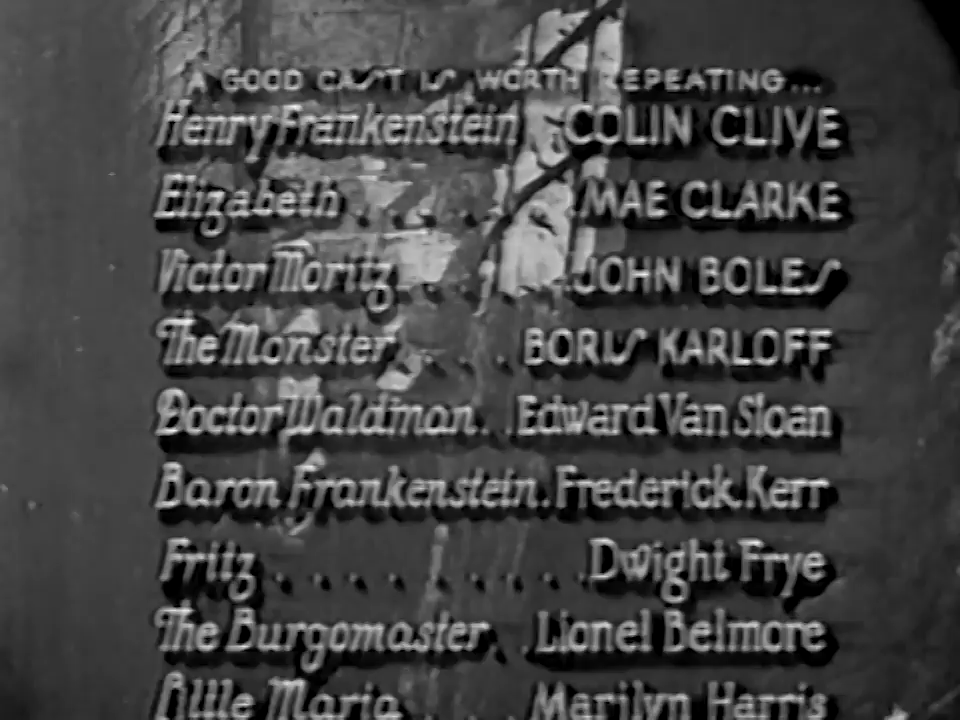 A GOOD CAST IS WORTH REPEATING...
Henry Frankenstein COLIN CLIVE
Elizabeth . . . . . MAE CLARKE
Victor Moritz . . . . . JOHN BOLES
The Monster . . . . BORIS KARLOFF
Doctor Waldman. . Edward Van Sloan
Baron Frankenstein. Frederick Kerr
Fritz . . . . . . . . . Dwight Frye
The Burgomaster. . Lionel Belmore
Little Maria . . . . Marilyn Harris